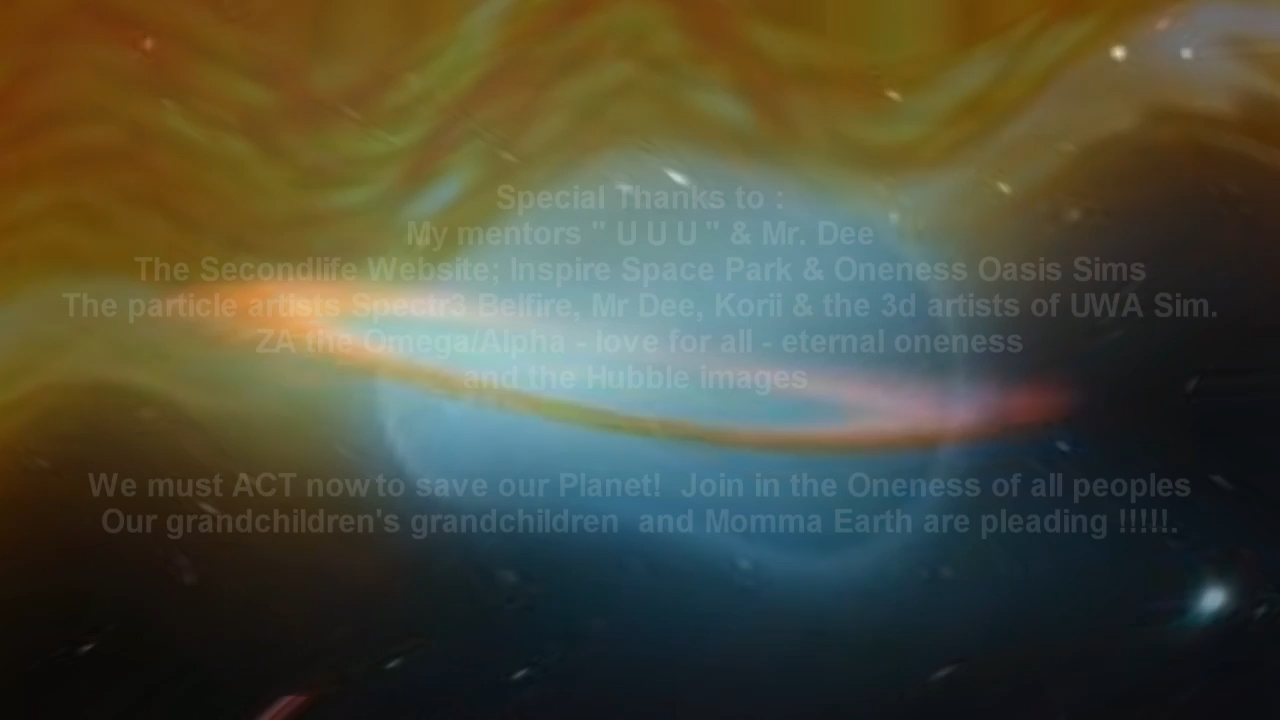 Special Thanks to :
My mentors " U U U " & Mr. Dee
The Secondlife Website; Inspire Space Park & Oneness Oasis Sims
The particle artists Spectr3 Belfire, Mr Dee, Korii & the 3d artists of UWA Sim.
ZA the Omega/Alpha - love for all - eternal oneness
and the Hubble images
We must ACT now to save our Planet!  Join in the Oneness of all peoples
Our grandchildren's grandchildren  and Momma Earth are pleading !!!!!.